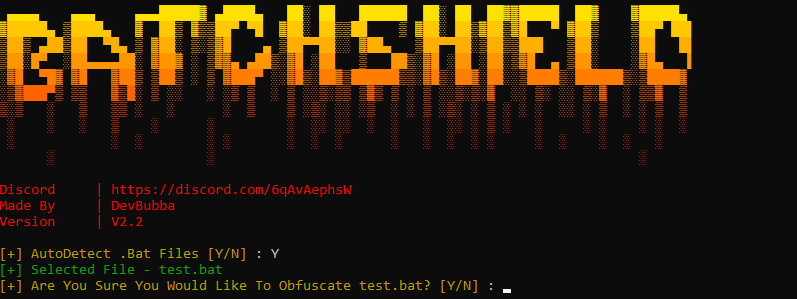 BATCHSHIELD
Discord | https://discord.com/6qAvAephsW
Made By | DevBubba
Version | V2.2
[+] AutoDetect .Bat Files [Y/N] : Y
[+] Selected File - test.bat
[+] Are You Sure You Would Like To Obfuscate test.bat? [Y/N] :